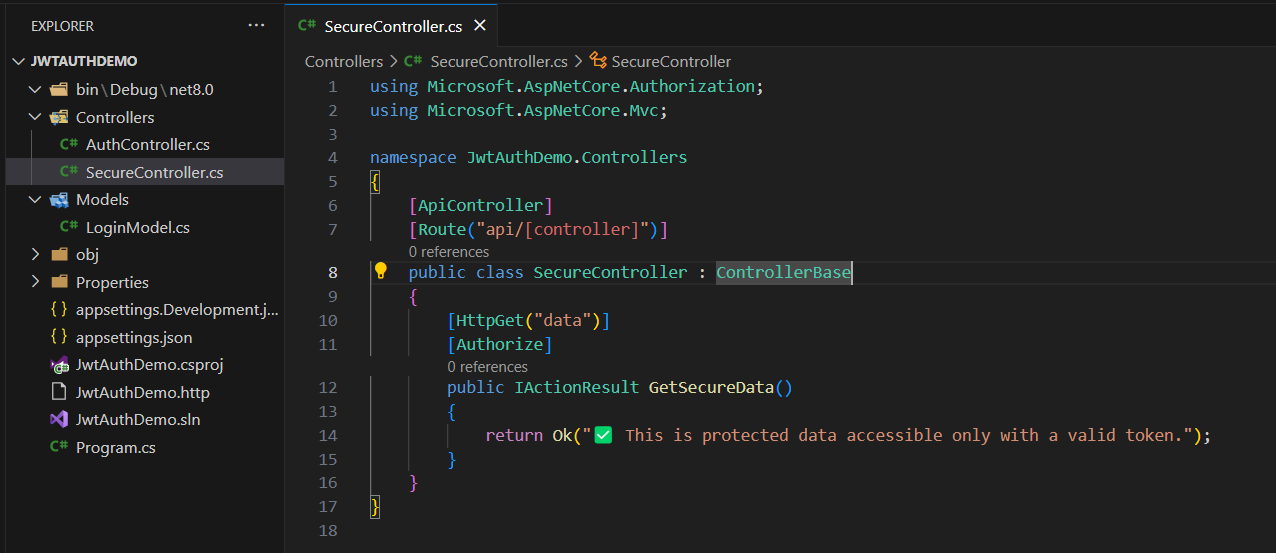 EXPLORER
···
JWTAUTHDEMO
bin\Debug\net8.0
Controllers
C# AuthController.cs
C# SecureController.cs
Models
C# LoginModel.cs
obj
Properties
{} appsettings.Development.j...
{} appsettings.json
JwtAuthDemo.csproj
JwtAuthDemo.http
JwtAuthDemo.sln
C# Program.cs
C# SecureController.cs ×
Controllers > C# SecureController.cs > SecureController
1 using Microsoft.AspNetCore.Authorization;
2 using Microsoft.AspNetCore.Mvc;
3
4 namespace JwtAuthDemo.Controllers
5 {
6 [ApiController]
7 [Route("api/[controller]")]
0 references
8 public class SecureController : ControllerBase
9 {
10 [HttpGet("data")]
11 [Authorize]
0 references
12 public IActionResult GetSecureData()
13 {
14 return Ok("✅ This is protected data accessible only with a valid token.");
15 }
16 }
17 }
18